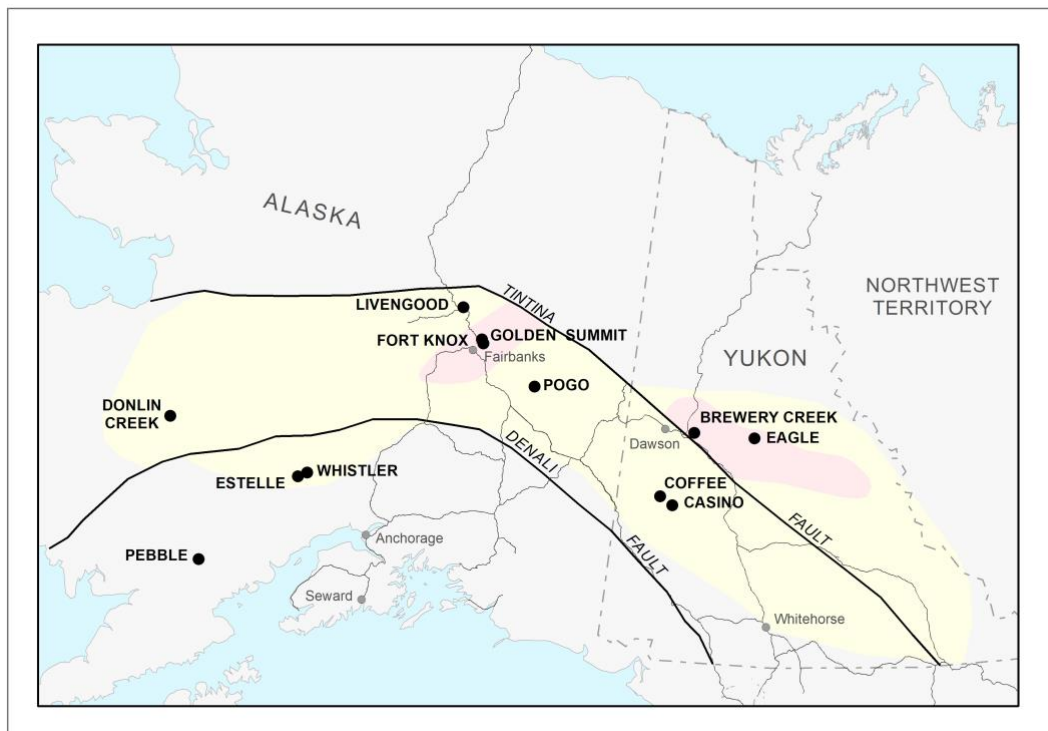 ALASKA
NORTHWEST
TERRITORY
LIVENGOOD
TINTINA
FORT KNOX
GOLDEN SUMMIT
Fairbanks
YUKON
POGO
DONLIN
CREEK
BREWERY CREEK
Dawson
EAGLE
DENALI
WHISTLER
ESTELLE
COFFEE
CASINO
FAULT
FAULT
Anchorage
PEBBLE
Seward
Whitehorse